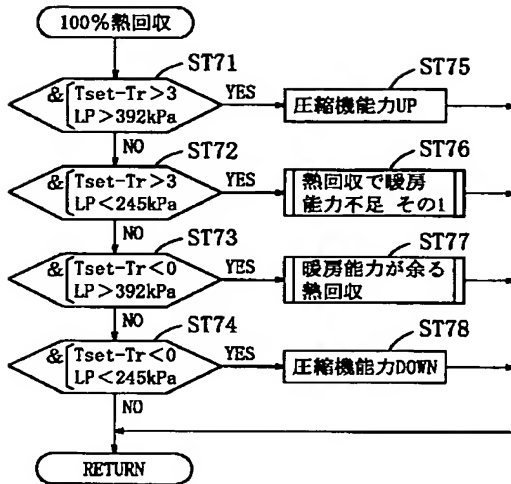 100%熱回収
ST71
& Tset-Tr>3
LP>392kPa
YES
ST75
圧縮機能力UP
NO
ST72
& Tset-Tr>3
LP<245kPa
YES
ST76
熱回収で暖房
能力不足 その1
NO
ST73
& Tset-Tr<0
LP>392kPa
YES
ST77
暖房能力が余る
熱回収
NO
ST74
& Tset-Tr<0
LP<245kPa
YES
ST78
圧縮機能力DOWN
NO
RETURN